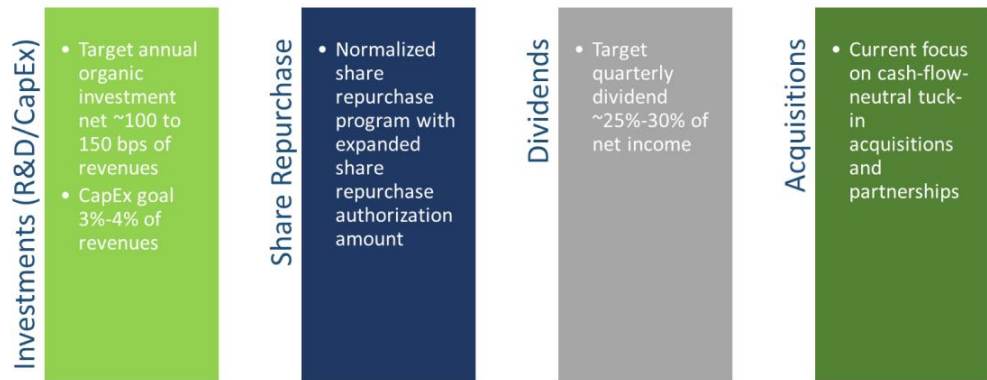 Investments (R&D/CapEx)
• Target annual
organic
investment
net ~100 to
150 bps of
revenues
• CapEx goal
3%-4% of
revenues
Share Repurchase
• Normalized
share
repurchase
program with
expanded
share
repurchase
authorization
amount
Dividends
• Target
quarterly
dividend
~25%-30% of
net income
Acquisitions
• Current focus
on cash-flow-
neutral tuck-
in
acquisitions
and
partnerships